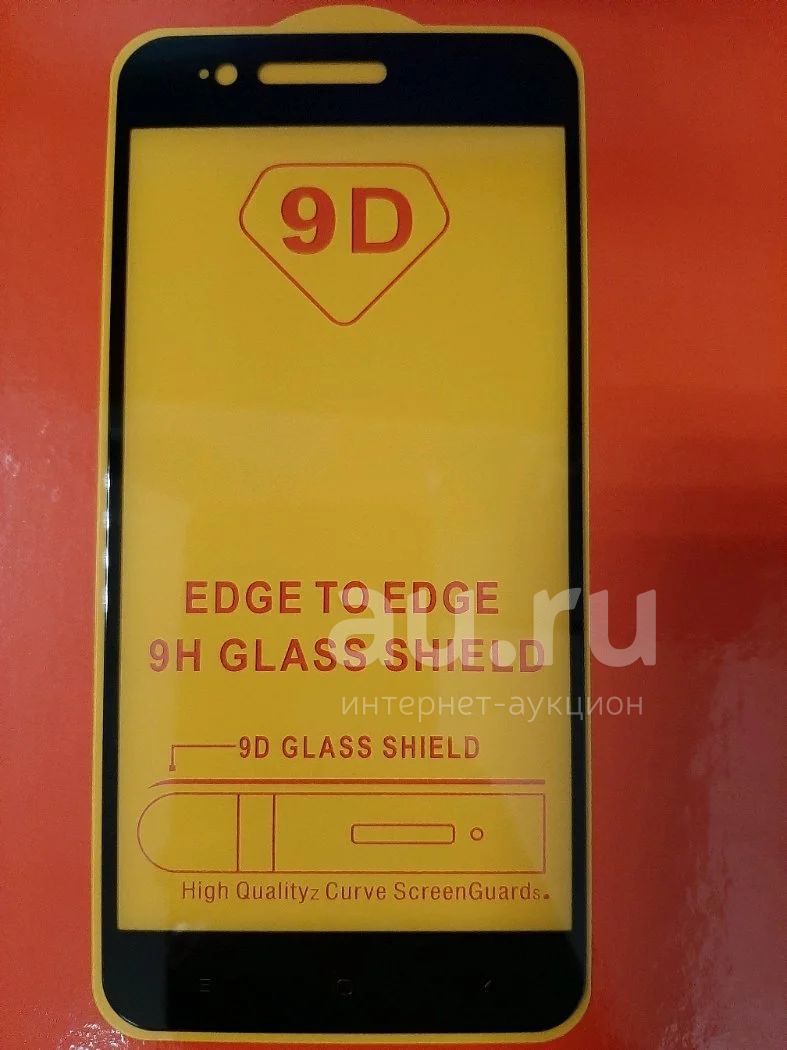 9D
EDGE TO EDGE
9H GLASS SHIELD
au.ru
интернет-аукцион
9D GLASS SHIELD
High Qualityz Curve ScreenGuards.